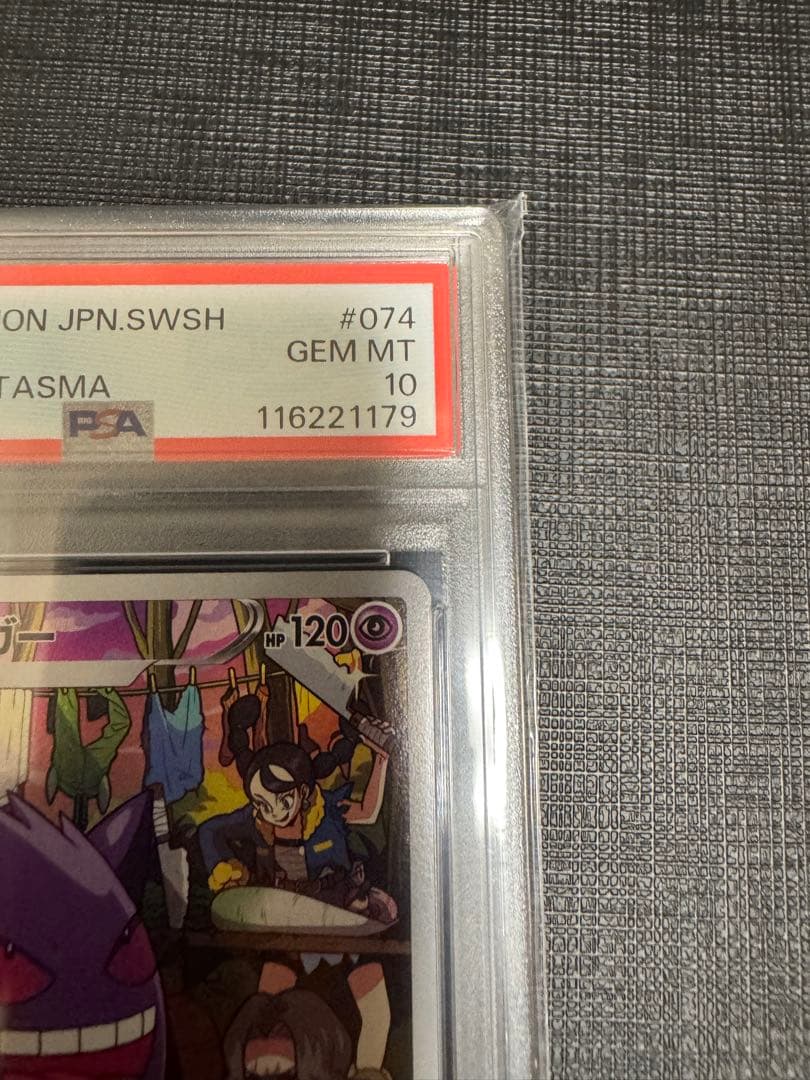 ON JPN.SWSH #074
GEM MT
TASMA 10
PSA 116221179
ガー HP 120